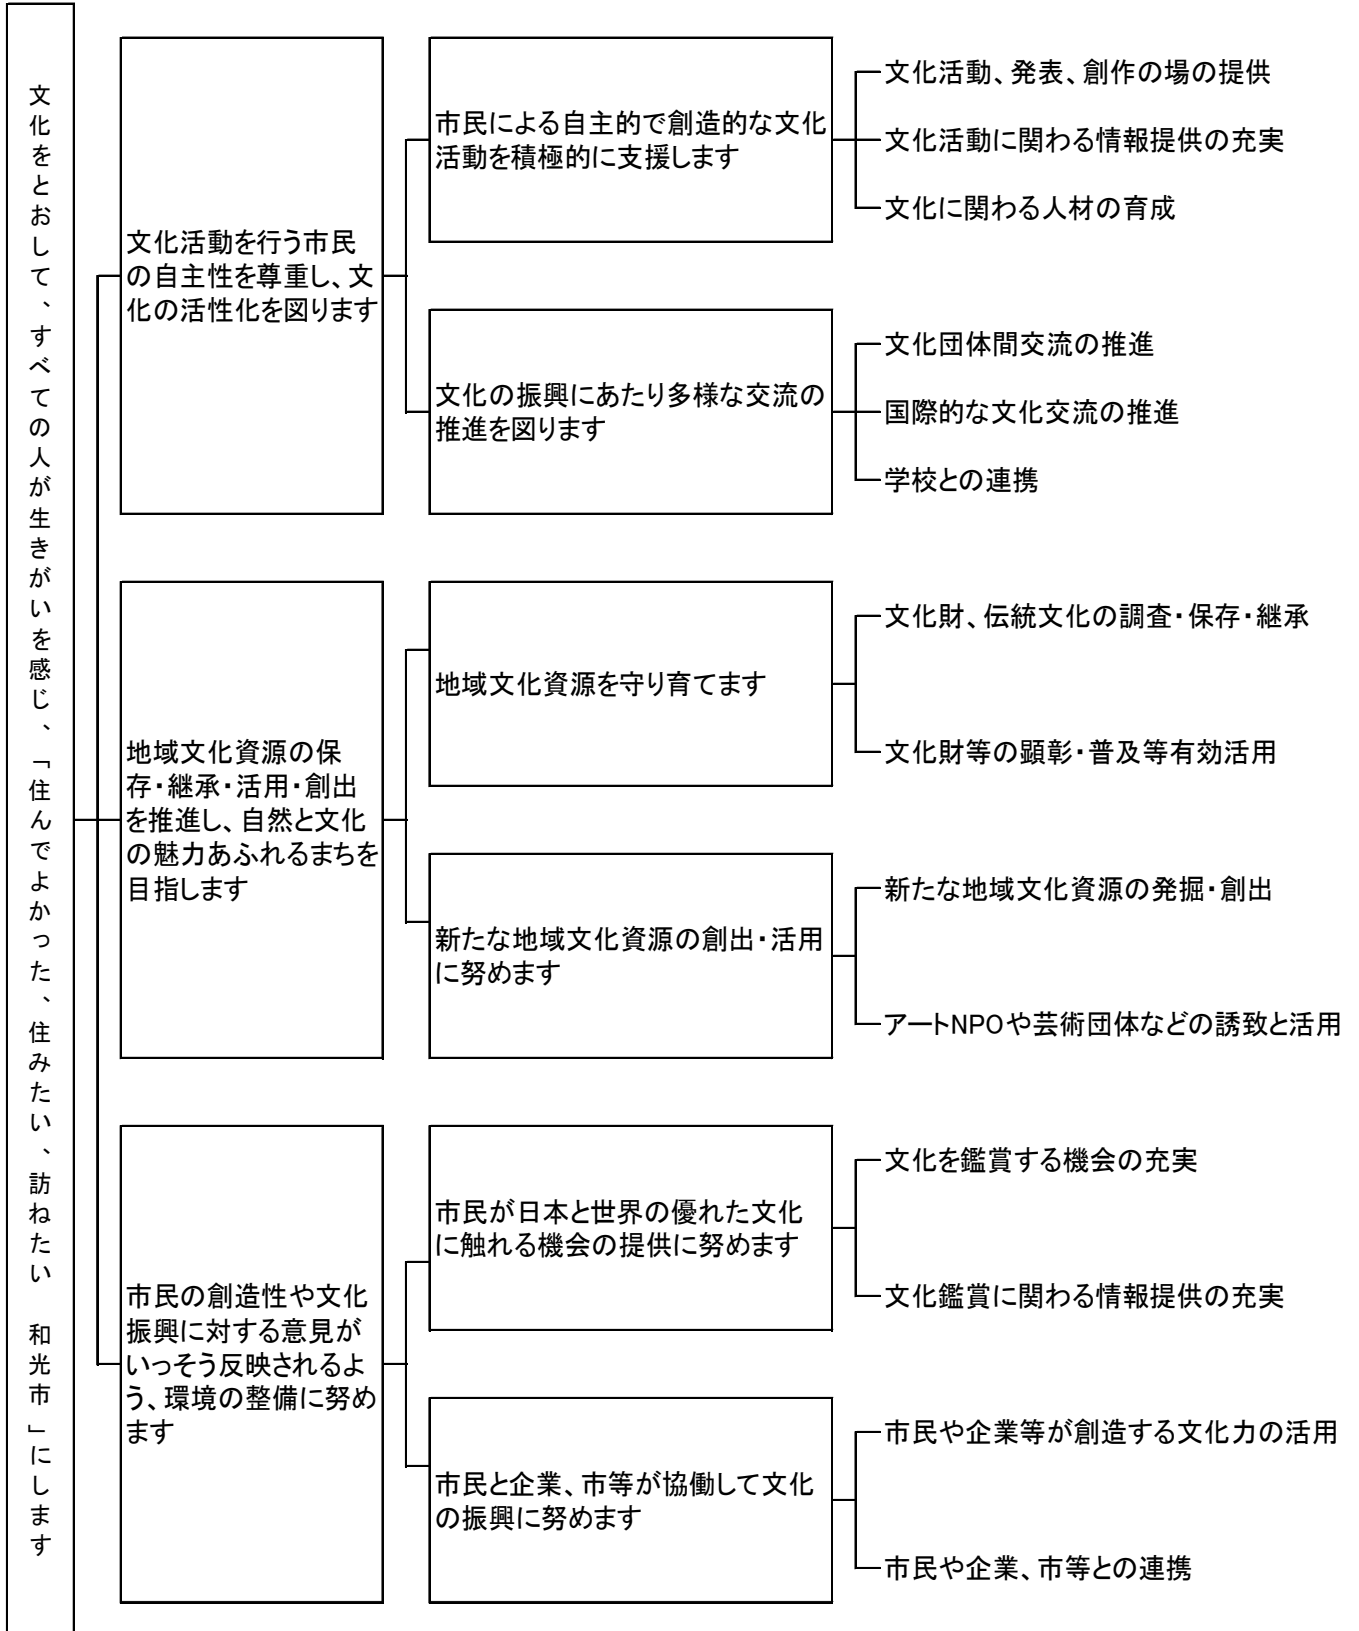 文化をとおして、すべての人が生きがいを感じ、「住んでよかった、住みたい、訪ねたい　和光市」にします
文化活動を行う市民
の自主性を尊重し、文
化の活性化を図ります
市民による自主的で創造的な文化
活動を積極的に支援します
文化活動、発表、創作の場の提供
文化活動に関わる情報提供の充実
文化に関わる人材の育成
文化の振興にあたり多様な交流の
推進を図ります
文化団体間交流の推進
国際的な文化交流の推進
学校との連携
地域文化資源の保
存・継承・活用・創出
を推進し、自然と文化
の魅力あふれるまちを
目指します
地域文化資源を守り育てます
文化財、伝統文化の調査・保存・継承
文化財等の顕彰・普及等有効活用
新たな地域文化資源の創出・活用
に努めます
新たな地域文化資源の発掘・創出
アートNPOや芸術団体などの誘致と活用
市民の創造性や文化
振興に対する意見が
いっそう反映されるよ
う、環境の整備に努め
ます
市民が日本と世界の優れた文化
に触れる機会の提供に努めます
文化を鑑賞する機会の充実
文化鑑賞に関わる情報提供の充実
市民と企業、市等が協働して文化
の振興に努めます
市民や企業等が創造する文化力の活用
市民や企業、市等との連携